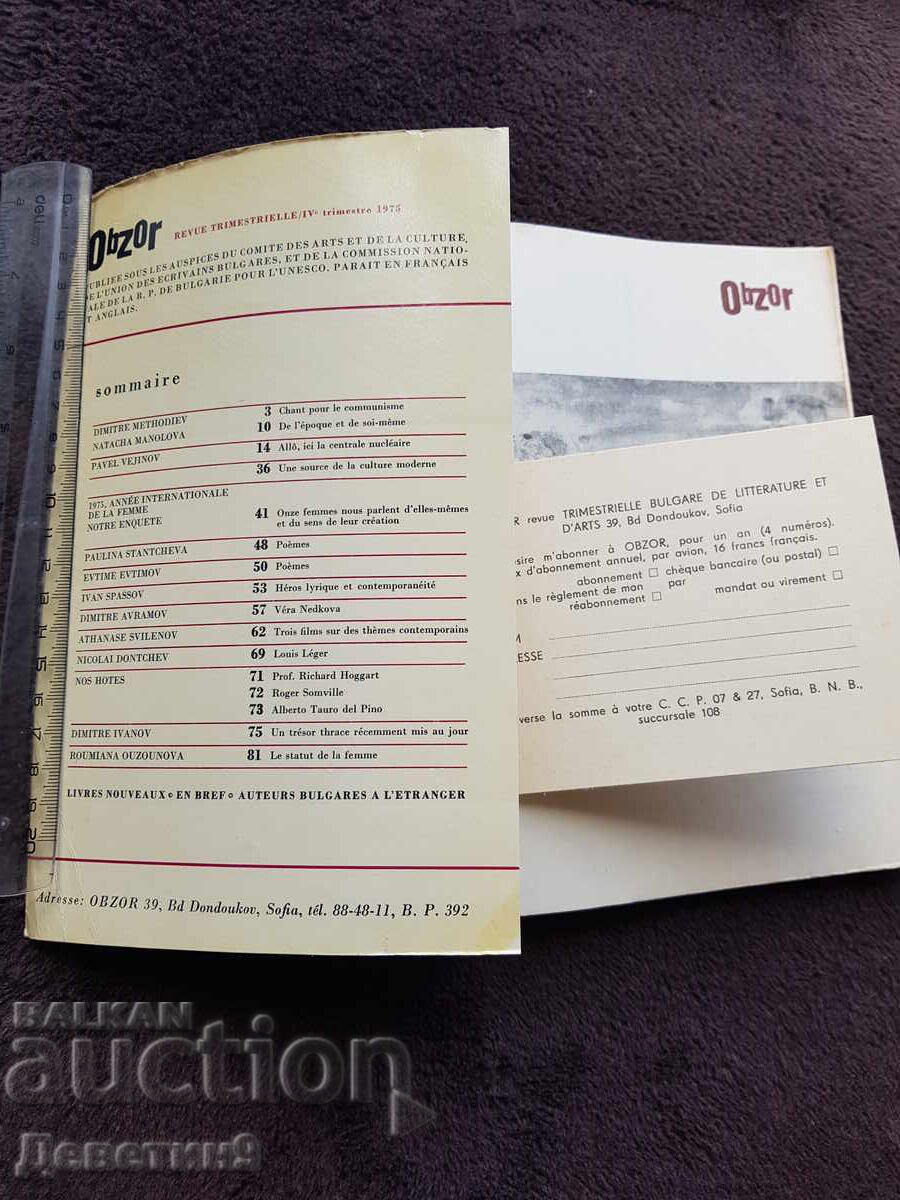 Obzor
REVUE TRIMESTRIELLE/IVe trimestre 1975
PUBLIEE SOUS LES AUSPICES DU COMITE DES ARTS ET DE LA CULTURE,
DE L'UNION DES ECRIVAINS BULGARES, ET DE LA COMMISSION NATIO-
ALE DE LA R. P. DE BULGARIE POUR L'UNESCO. PARAIT EN FRANÇAIS
T ANGLAIS.
sommaire
DIMITRE METHODIEV 3 Chant pour le communisme
NATACHA MANOLOVA 10 De l'époque et de soi-même
PAVEL VEJINOV 14 Allô, ici la centrale nucléaire
36 Une source de la culture moderne
1975, ANNÉE INTERNATIONALE
DE LA FEMME
NOTRE ENQUETE 41 Onze femmes nous parlent d'elles-mêmes
et du sens de leur création
PAULINA STANTCHEVA 48 Poèmes
EVTIME EVTIMOV 50 Poèmes
IVAN SPASSOV 53 Héros lyrique et contemporanéité
DIMITRE AVRAMOV 57 Véra Nedkova
ATHANASE SVILENOV 62 Trois films sur des thèmes contemporains
NICOLAI DONTCHEV 69 Louis Léger
NOS HOTES 71 Prof. Richard Hoggart
72 Roger Somville
73 Alberto Tauro del Pino
DIMITRE IVANOV 75 Un trésor thrace récemment mis au jour
ROUMIANA OUZOUNOVA 81 Le statut de la femme
LIVRES NOUVEAUX • EN BREF • AUTEURS BULGARES A L'ETRANGER
Adresse: OBZOR 39, Bd Dondoukov, Sofia, tél. 88-48-11, B. P. 392
Obzor
R revue TRIMESTRIELLE BULGARE DE LITTERATURE ET
D'ARTS 39, Bd Dondoukov, Sofia
sire m'abonner à OBZOR, pour un an (4 numéros).
x d'abonnement annuel, par avion, 16 francs français.
abonnement □ chèque bancaire (ou postal) □
ns le règlement de mon par
réabonnement □ mandat ou virement □
M
ESSE
verse la somme à votre C. C. P. 07 & 27, Sofia, B. N. B.,
succursale 108
BALKAN
auction
Деветин9